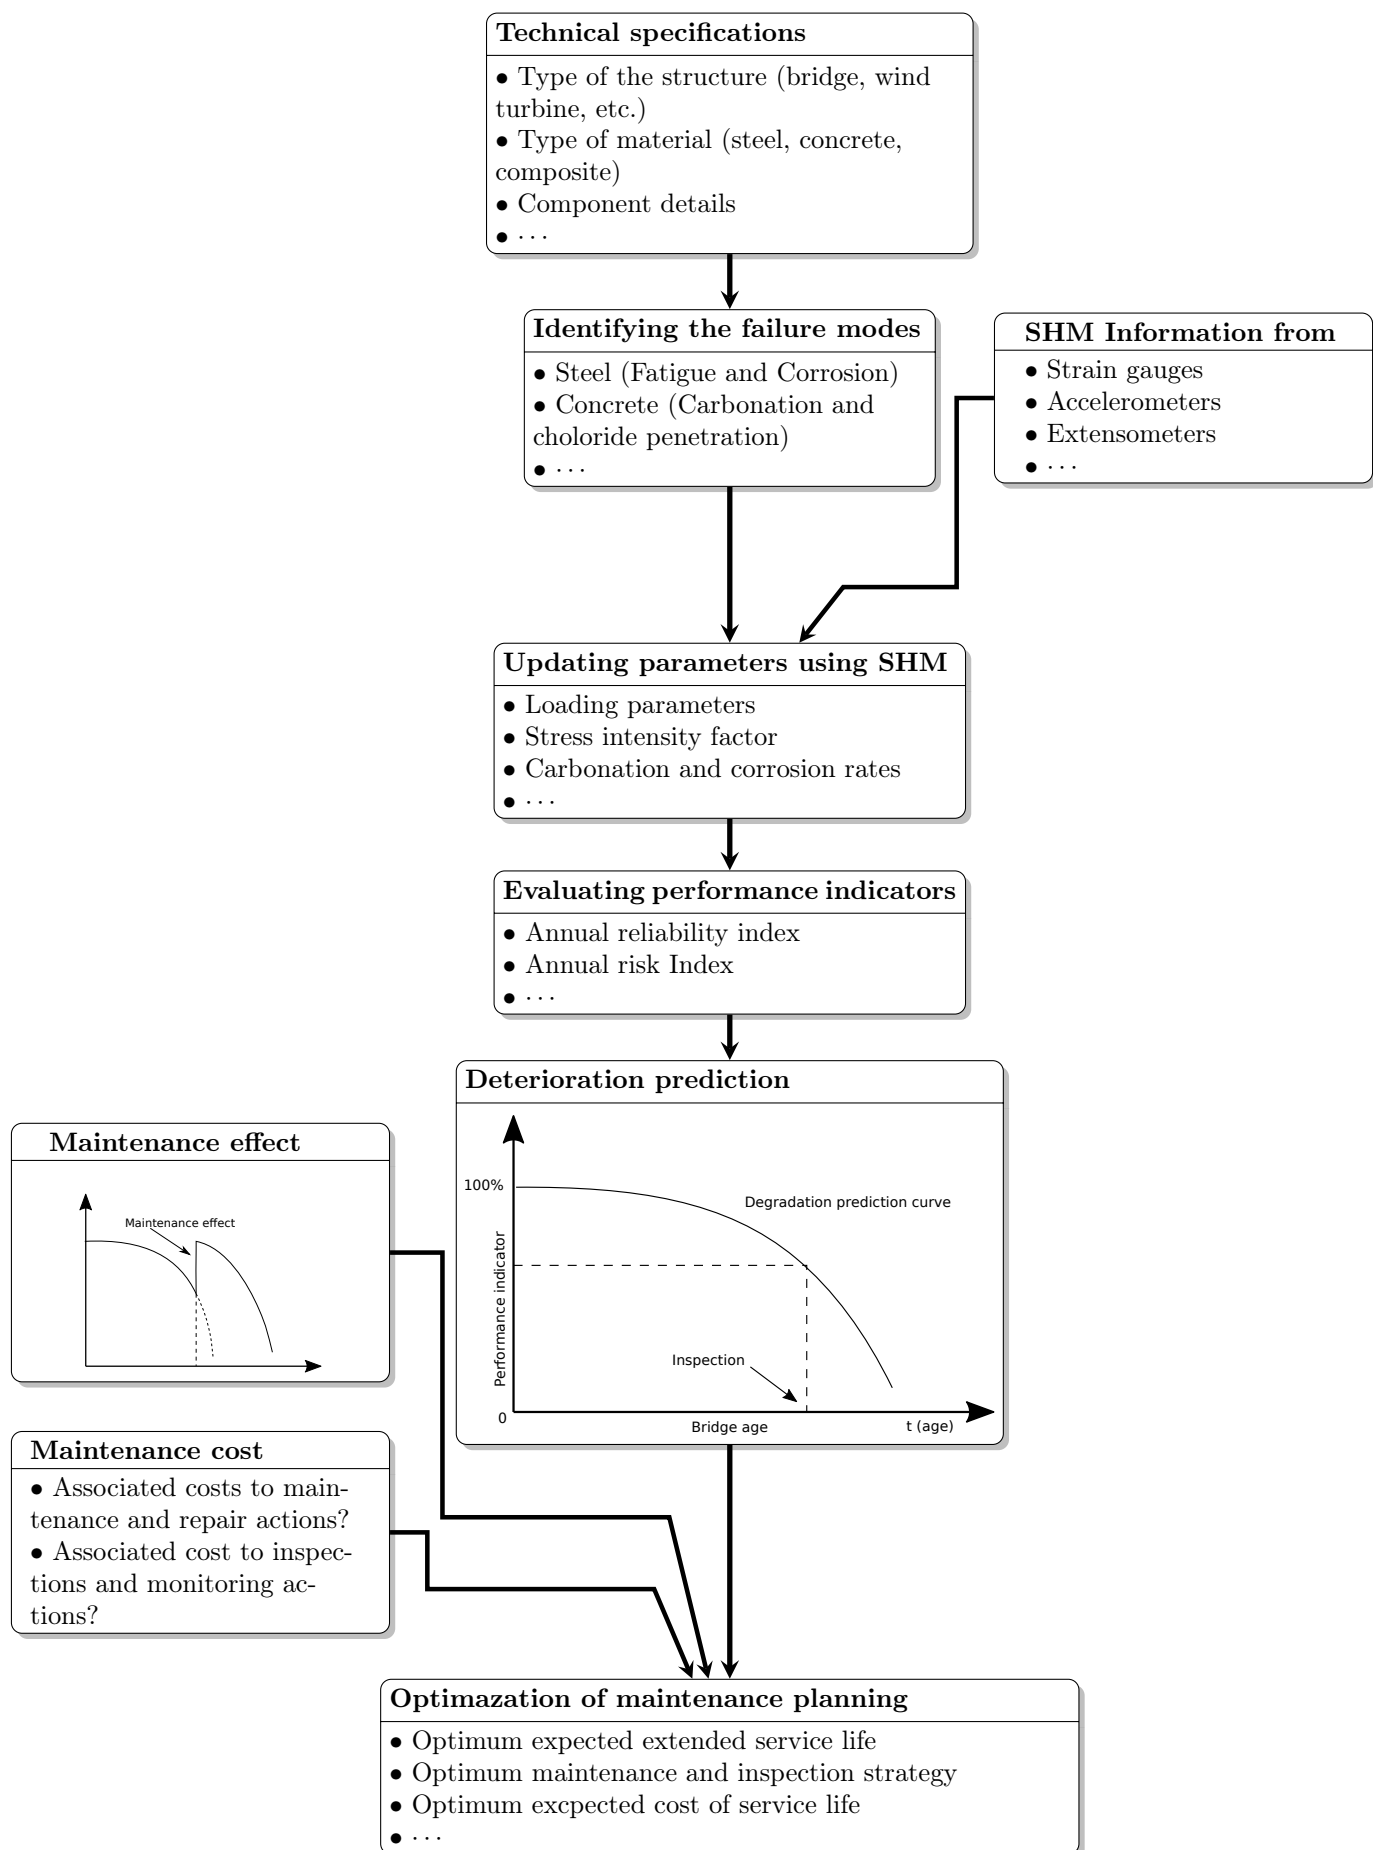 Technical specifications
• Type of the structure (bridge, wind
turbine, etc.)
• Type of material (steel, concrete,
composite)
• Component details
• ···
Identifying the failure modes
• Steel (Fatigue and Corrosion)
• Concrete (Carbonation and
choloride penetration)
• ···
SHM Information from
• Strain gauges
• Accelerometers
• Extensometers
• ···
Updating parameters using SHM
• Loading parameters
• Stress intensity factor
• Carbonation and corrosion rates
• ···
Evaluating performance indicators
• Annual reliability index
• Annual risk Index
• ···
Deterioration prediction
100%
Degradation prediction curve
Performance indicator
Inspection
0
Bridge age
t (age)
Maintenance effect
Maintenance effect
Maintenance cost
• Associated costs to main-
tenance and repair actions?
• Associated cost to inspec-
tions and monitoring ac-
tions?
Optimazation of maintenance planning
• Optimum expected extended service life
• Optimum maintenance and inspection strategy
• Optimum excpected cost of service life
• ···